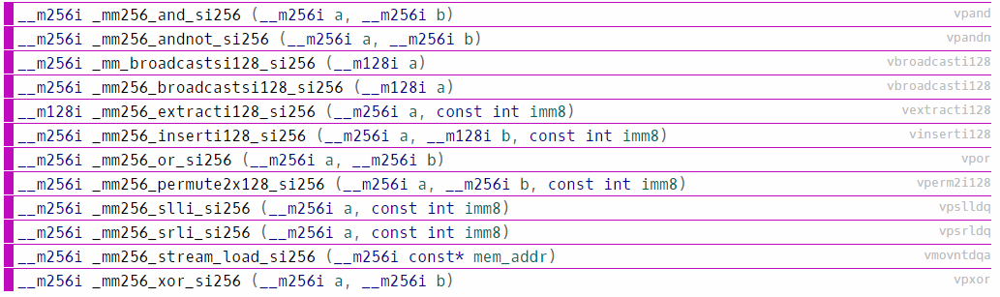 __m256i _mm256_and_si256 (__m256i a, __m256i b) vpand
__m256i _mm256_andnot_si256 (__m256i a, __m256i b) vpandn
__m256i _mm_broadcastsi128_si256 (__m128i a) vbroadcasti128
__m256i _mm256_broadcastsi128_si256 (__m128i a) vbroadcasti128
__m128i _mm256_extracti128_si256 (__m256i a, const int imm8) vextracti128
__m256i _mm256_inserti128_si256 (__m256i a, __m128i b, const int imm8) vinserti128
__m256i _mm256_or_si256 (__m256i a, __m256i b) vpor
__m256i _mm256_permute2x128_si256 (__m256i a, __m256i b, const int imm8) vperm2i128
__m256i _mm256_slli_si256 (__m256i a, const int imm8) vpslldq
__m256i _mm256_srli_si256 (__m256i a, const int imm8) vpsrldq
__m256i _mm256_stream_load_si256 (__m256i const* mem_addr) vmovntdqa
__m256i _mm256_xor_si256 (__m256i a, __m256i b) vpxor